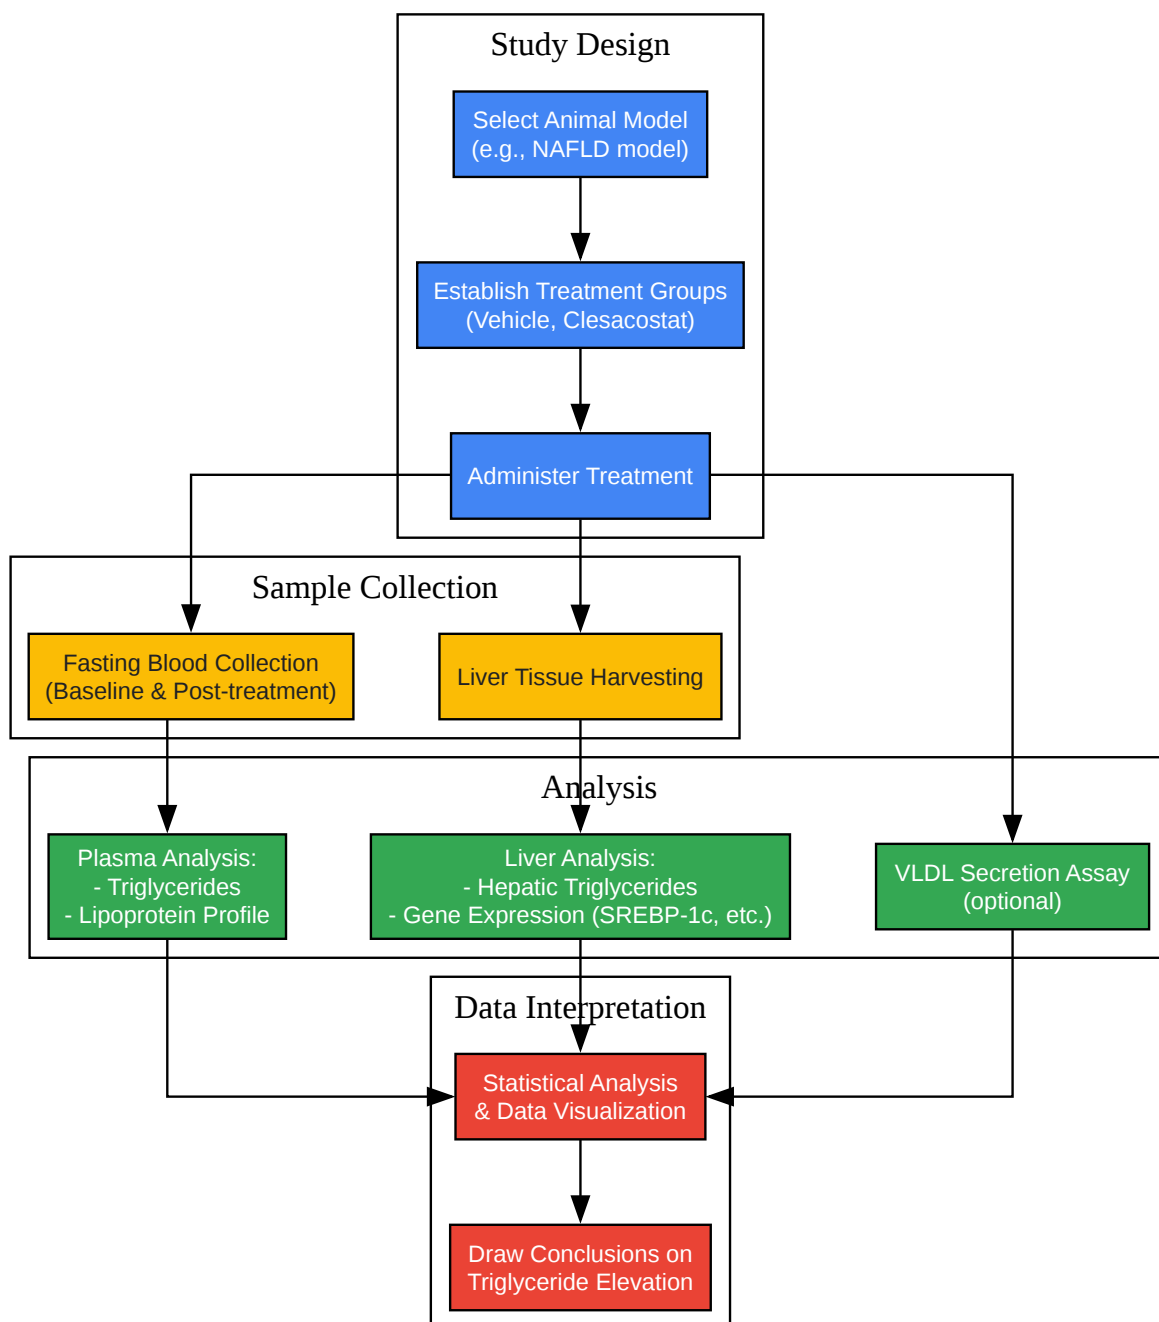 Study Design
Select Animal Model
(e.g., NAFLD model)
Establish Treatment Groups
(Vehicle, Clesacostat)
Administer Treatment
Sample Collection
Fasting Blood Collection
(Baseline & Post-treatment)
Liver Tissue Harvesting
Analysis
Plasma Analysis:
- Triglycerides
- Lipoprotein Profile
Liver Analysis:
- Hepatic Triglycerides
- Gene Expression (SREBP-1c, etc.)
VLDL Secretion Assay
(optional)
Data Interpretation
Statistical Analysis
& Data Visualization
Draw Conclusions on
Triglyceride Elevation